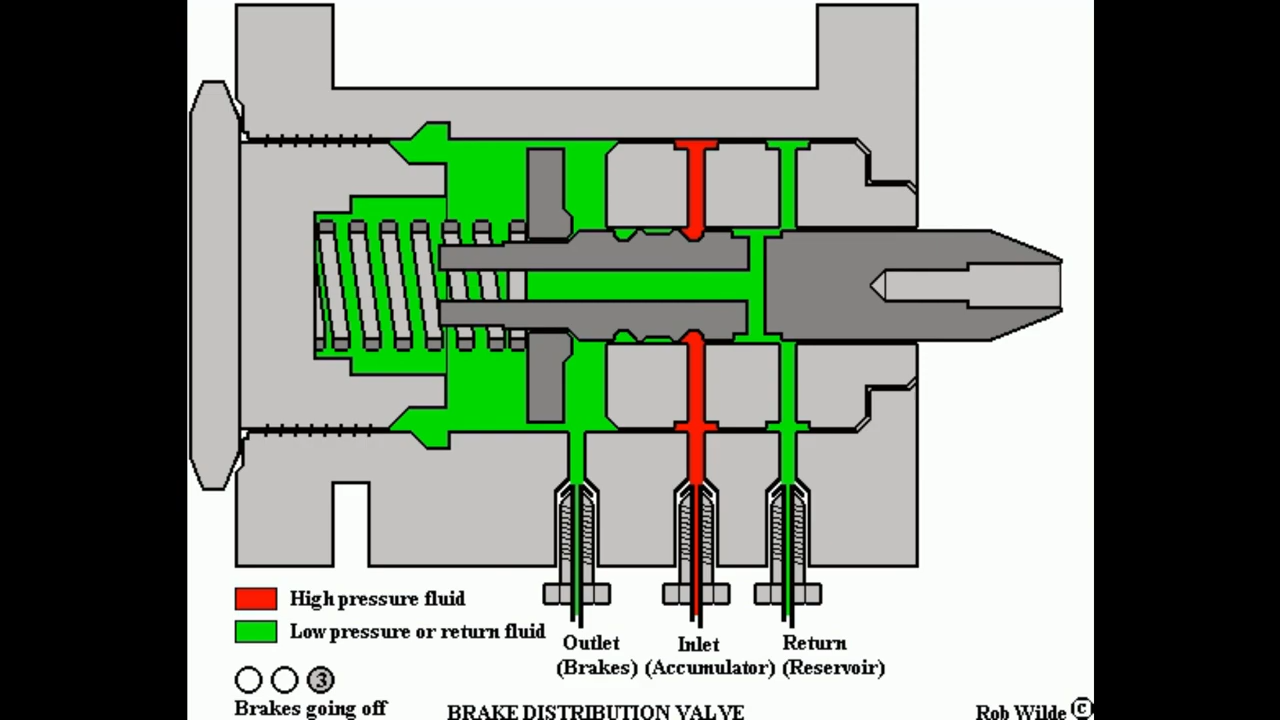 High pressure fluid
Low pressure or return fluid
Outlet
(Brakes)
Inlet
(Accumulator)
Return
(Reservoir)
3
Brakes going off
BRAKE DISTRIBUTION VALVE
Rob Wilde ©